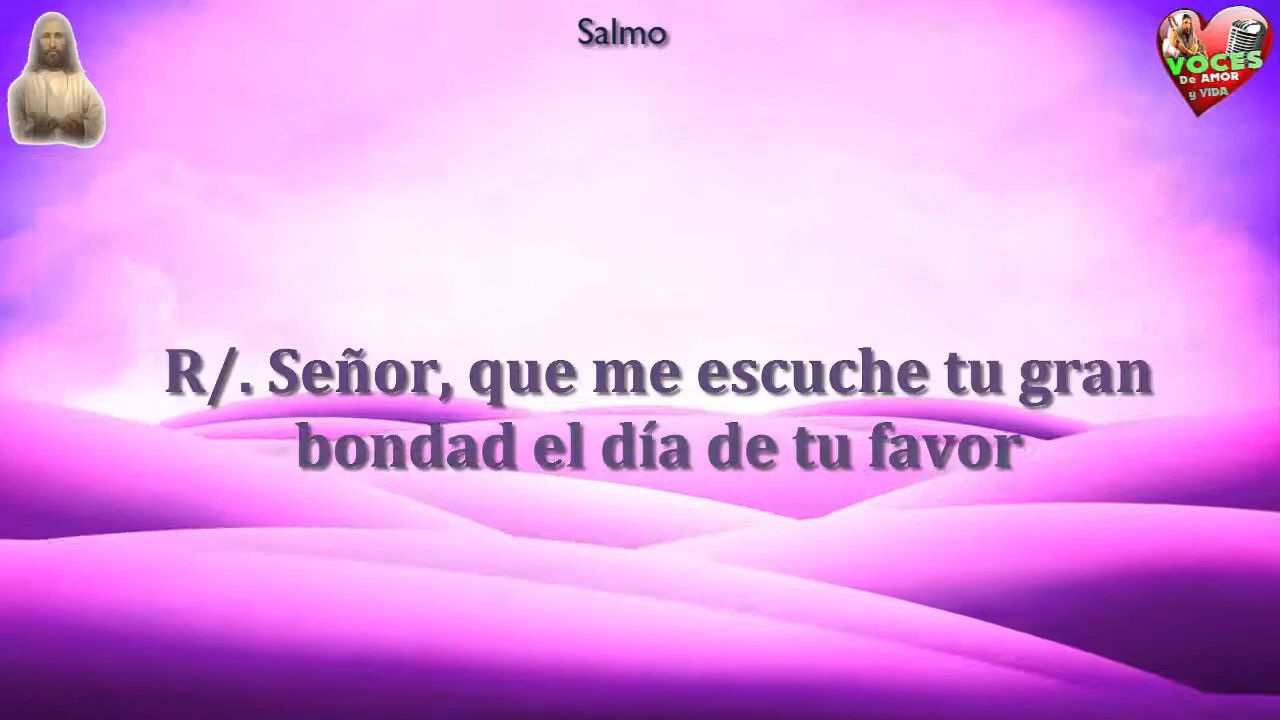 Salmo
VOCES
De AMOR
y VIDA
R/. Señor, que me escuche tu gran
bondad el día de tu favor